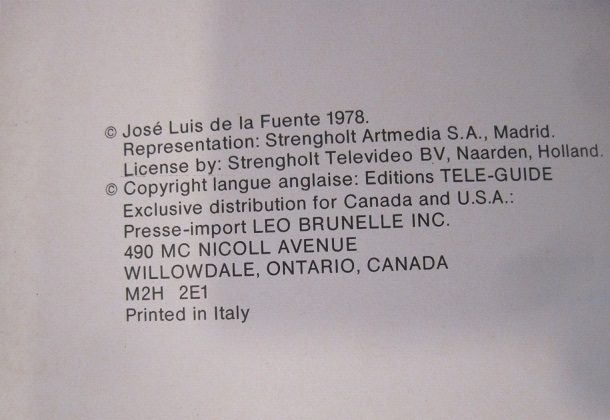 © José Luis de la Fuente 1978.
Representation: Strengholt Artmedia S.A., Madrid.
License by: Strengholt Televideo BV, Naarden, Holland.
© Copyright langue anglaise: Editions TELE-GUIDE
Exclusive distribution for Canada and U.S.A.:
Presse-import LEO BRUNELLE INC.
490 MC NICOLL AVENUE
WILLOWDALE, ONTARIO, CANADA
M2H 2E1
Printed in Italy